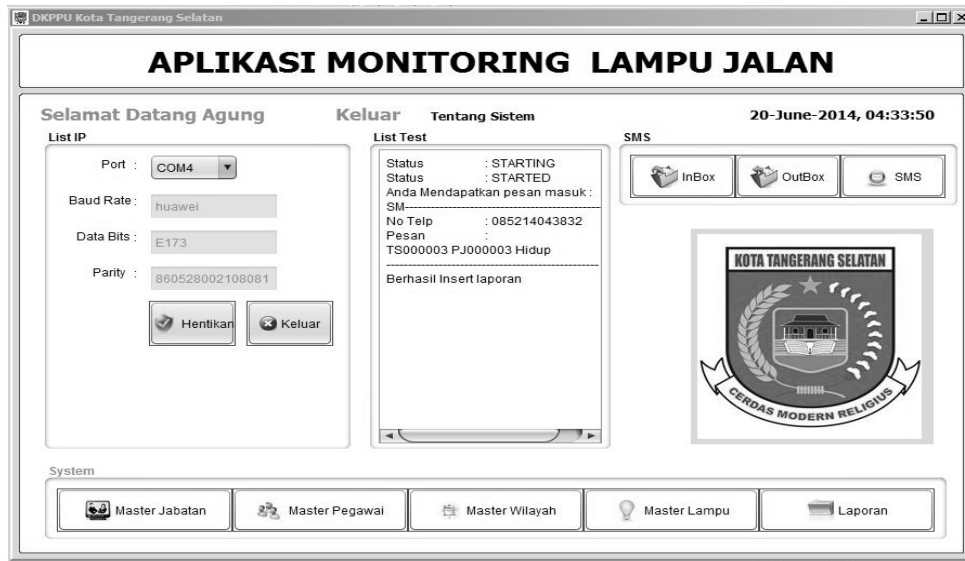 DKPPU Kota Tangerang Selatan
APLIKASI MONITORING LAMPU JALAN
Selamat Datang Agung Keluar Tentang Sistem 20-June-2014, 04:33:50
List IP
Port : COM4
Baud Rate : huawei
Data Bits : E173
Parity : 860528002108081
Hentikan Keluar
List Test
Status : STARTING
Status : STARTED
Anda Mendapatkan pesan masuk :
SM--------------------------------------------------
No Telp : 085214043832
Pesan :
TS000003 PJ000003 Hidup
-------------------------------------------------------
Berhasil Insert laporan
SMS
InBox OutBox SMS
KOTA TANGERANG SELATAN
CERDAS MODERN RELIGIUS
System
Master Jabatan Master Pegawai Master Wilayah Master Lampu Laporan